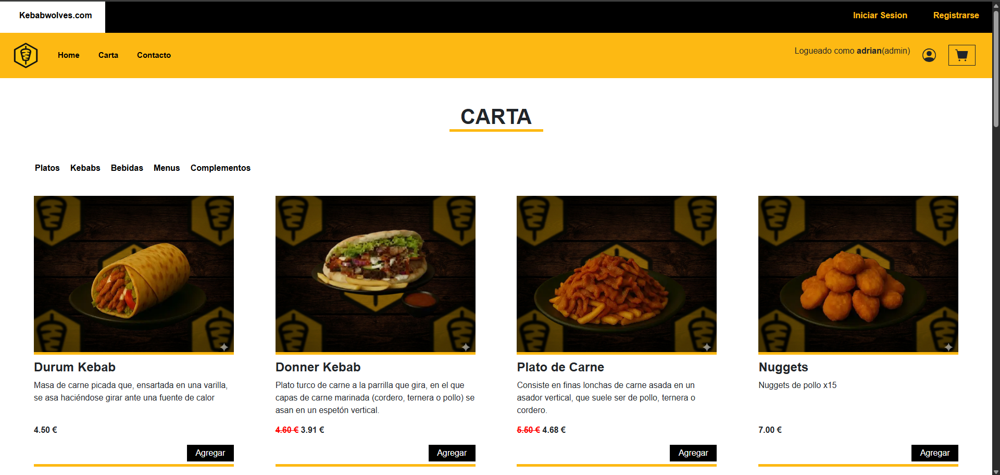 Kebabwolves.com
Iniciar Sesion
Registrarse
Home
Carta
Contacto
Logueado como adrian(admin)
CARTA
Platos
Kebabs
Bebidas
Menus
Complementos
Durum Kebab
Masa de carne picada que, ensartada en una varilla,
se asa haciéndose girar ante una fuente de calor
4.50 €
Agregar
Donner Kebab
Plato turco de carne a la parrilla que gira, en el que
capas de carne marinada (cordero, ternera o pollo) se
asan en un espetón vertical.
4.60 € 3.91 €
Agregar
Plato de Carne
Consiste en finas lonchas de carne asada en un
asador vertical, que suele ser de pollo, ternera o
cordero.
5.50 € 4.68 €
Agregar
Nuggets
Nuggets de pollo x15
7.00 €
Agregar